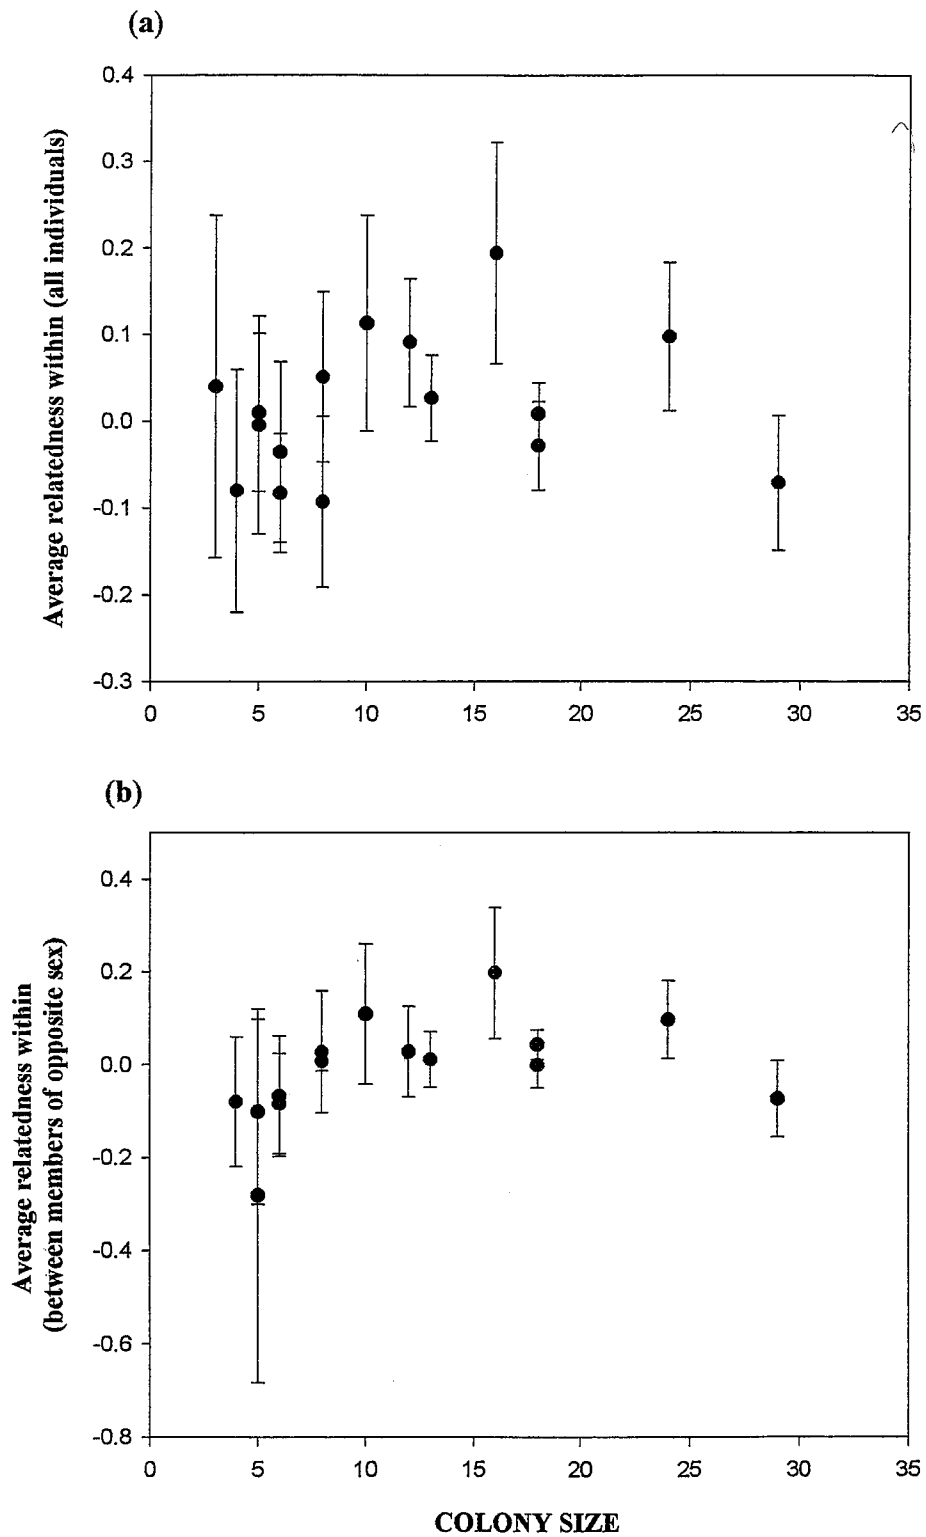 (a)
Average relatedness within (all individuals)
0.4
0.3
0.2
0.1
0.0
-0.1
-0.2
-0.3
0 5 10 15 20 25 30 35
(b)
Average relatedness within
(between members of opposite sex)
0.4
0.2
0.0
-0.2
-0.4
-0.6
-0.8
0 5 10 15 20 25 30 35
COLONY SIZE